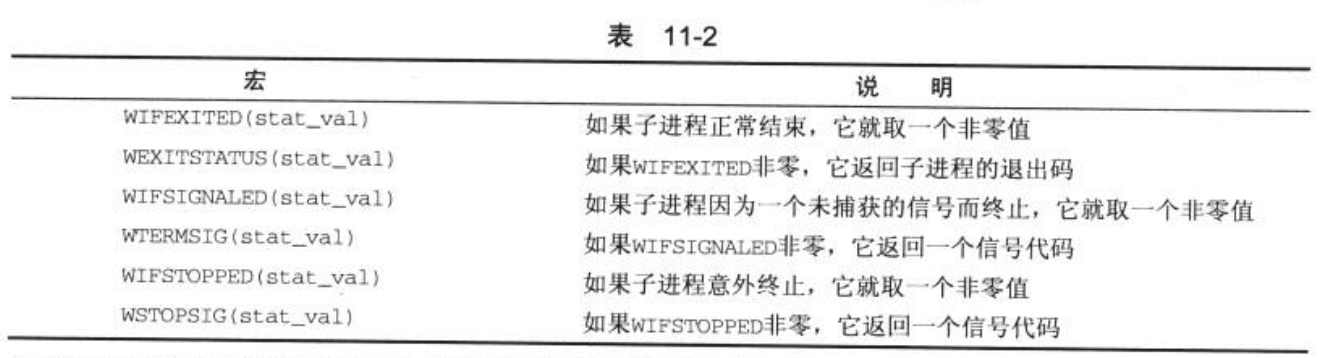 表 11-2
宏 说 明
WIFEXITED(stat_val) 如果子进程正常结束，它就取一个非零值
WEXITSTATUS(stat_val) 如果WIFEXITED非零，它返回子进程的退出码
WIFSIGNALED(stat_val) 如果子进程因为一个未捕获的信号而终止，它就取一个非零值
WTERMSIG(stat_val) 如果WIFSIGNALED非零，它返回一个信号代码
WIFSTOPPED(stat_val) 如果子进程意外终止，它就取一个非零值
WSTOPSIG(stat_val) 如果WIFSTOPPED非零，它返回一个信号代码